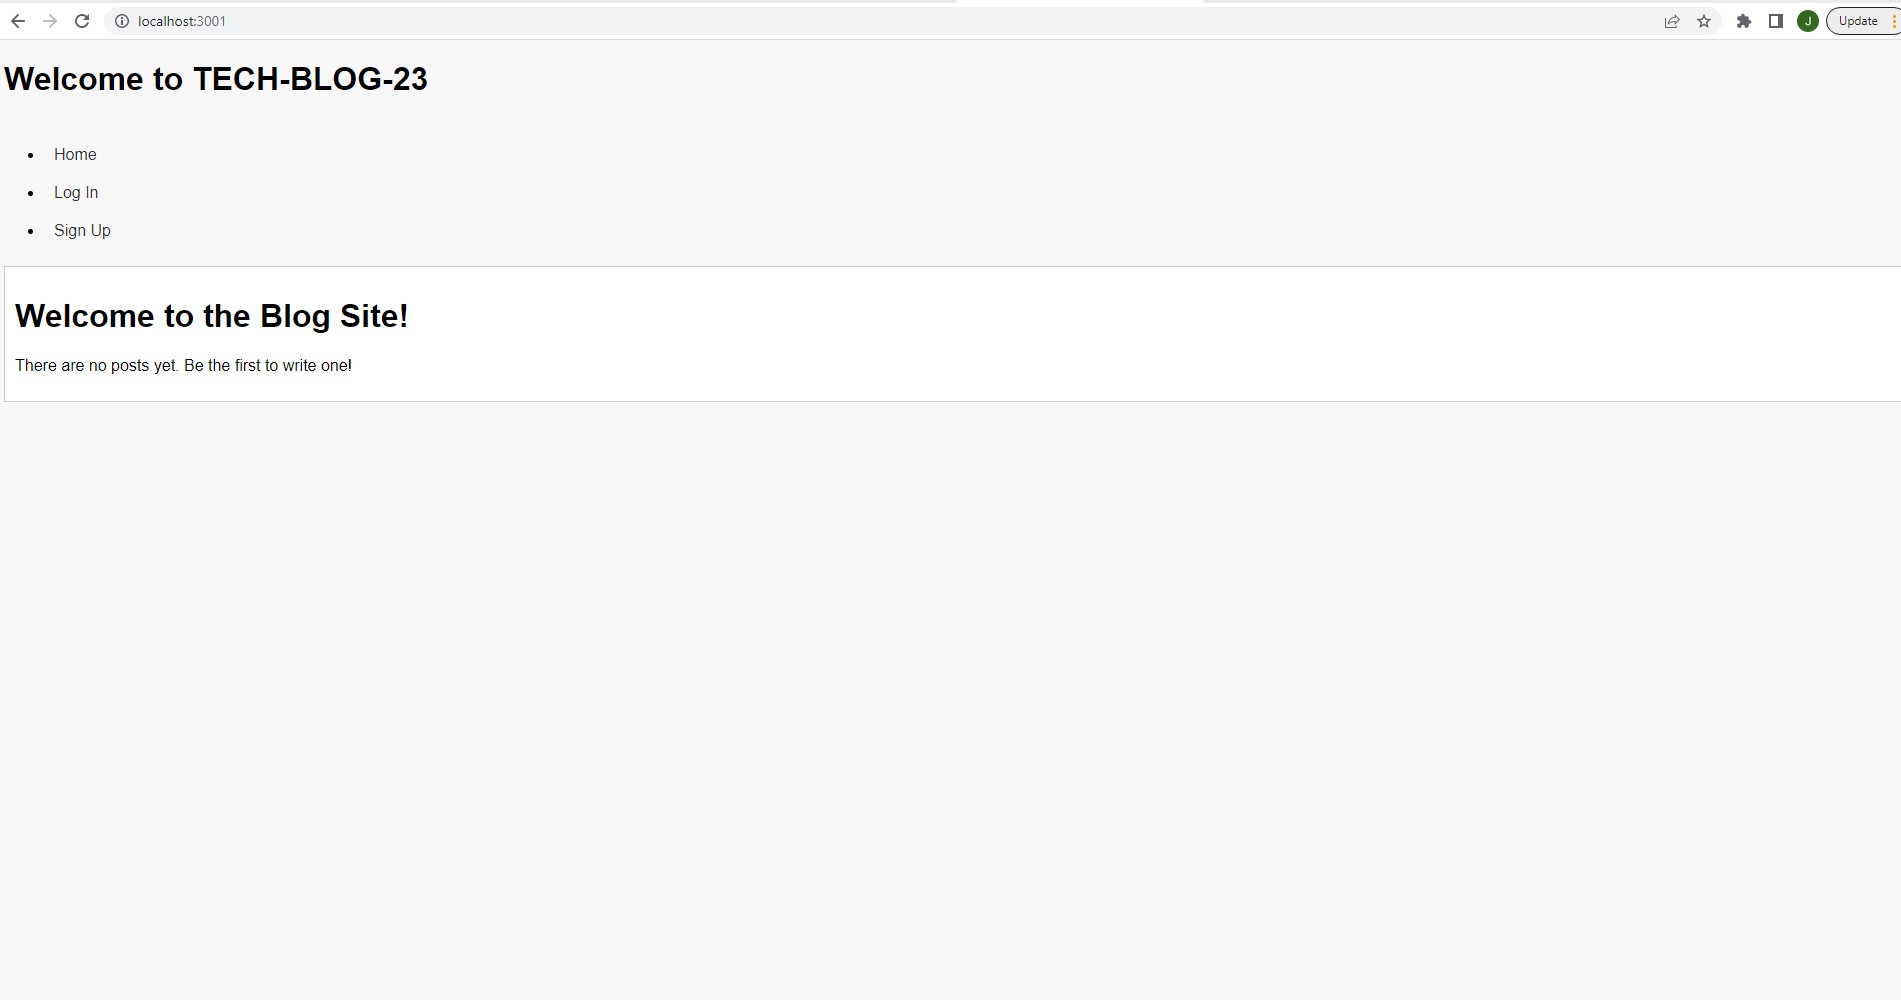 localhost:3001
J
Update
Welcome to TECH-BLOG-23
Home
Log In
Sign Up
Welcome to the Blog Site!
There are no posts yet. Be the first to write one!